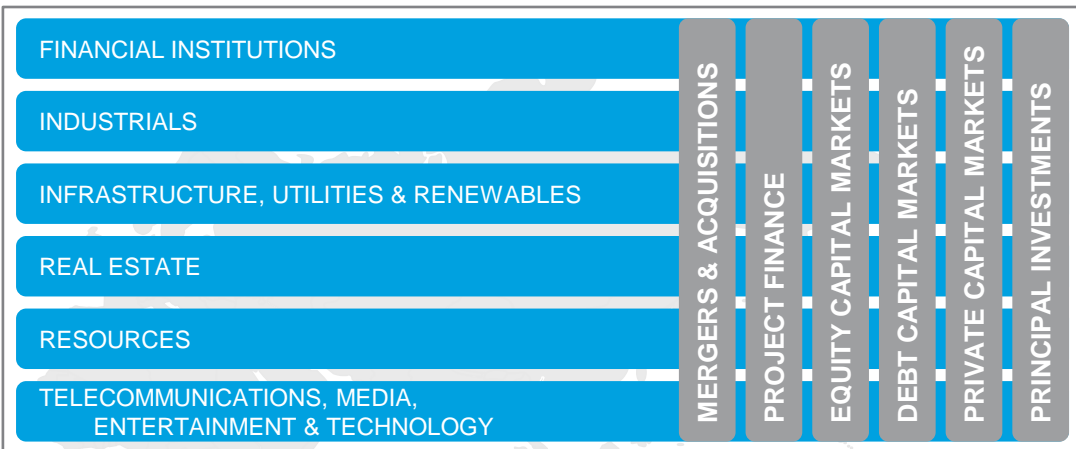 FINANCIAL INSTITUTIONS
INDUSTRIALS
INFRASTRUCTURE, UTILITIES & RENEWABLES
REAL ESTATE
RESOURCES
TELECOMMUNICATIONS, MEDIA,
ENTERTAINMENT & TECHNOLOGY
MERGERS & ACQUISITIONS
PROJECT FINANCE
EQUITY CAPITAL MARKETS
DEBT CAPITAL MARKETS
PRIVATE CAPITAL MARKETS
PRINCIPAL INVESTMENTS